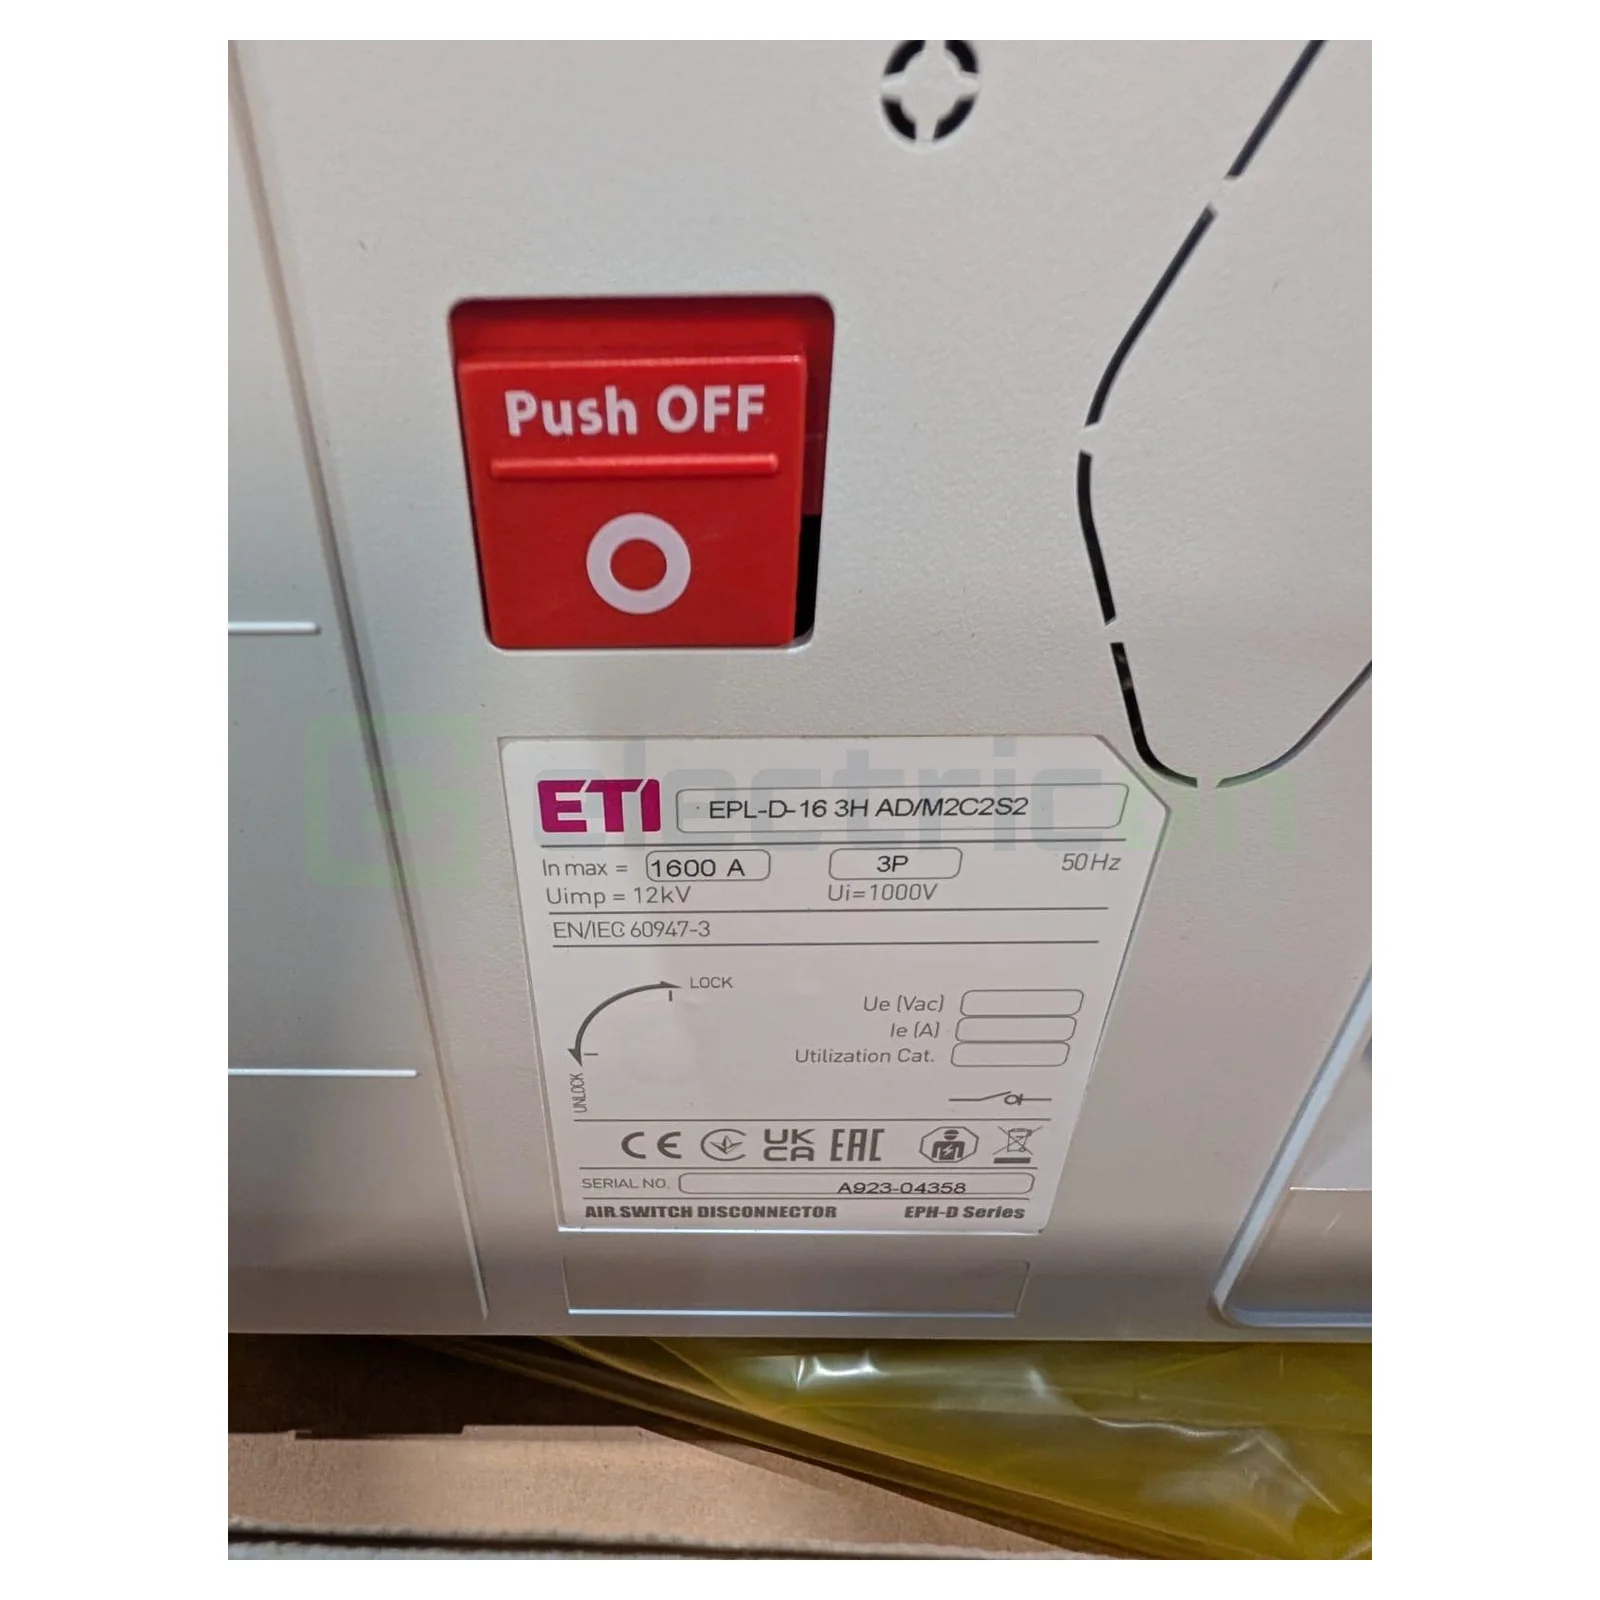 Push OFF
electricon
ETI EPL-D-16 3H AD/M2C2S2
In max = 1600 A 3P 50Hz
Uimp = 12kV Ui=1000V
EN/IEC 60947-3
LOCK
UNLOCK
Ue (Vac)
Ie (A)
Utilization Cat.
CE UK CA EAC
SERIAL NO. A923-04358
AIR SWITCH DISCONNECTOR EPH-D Series